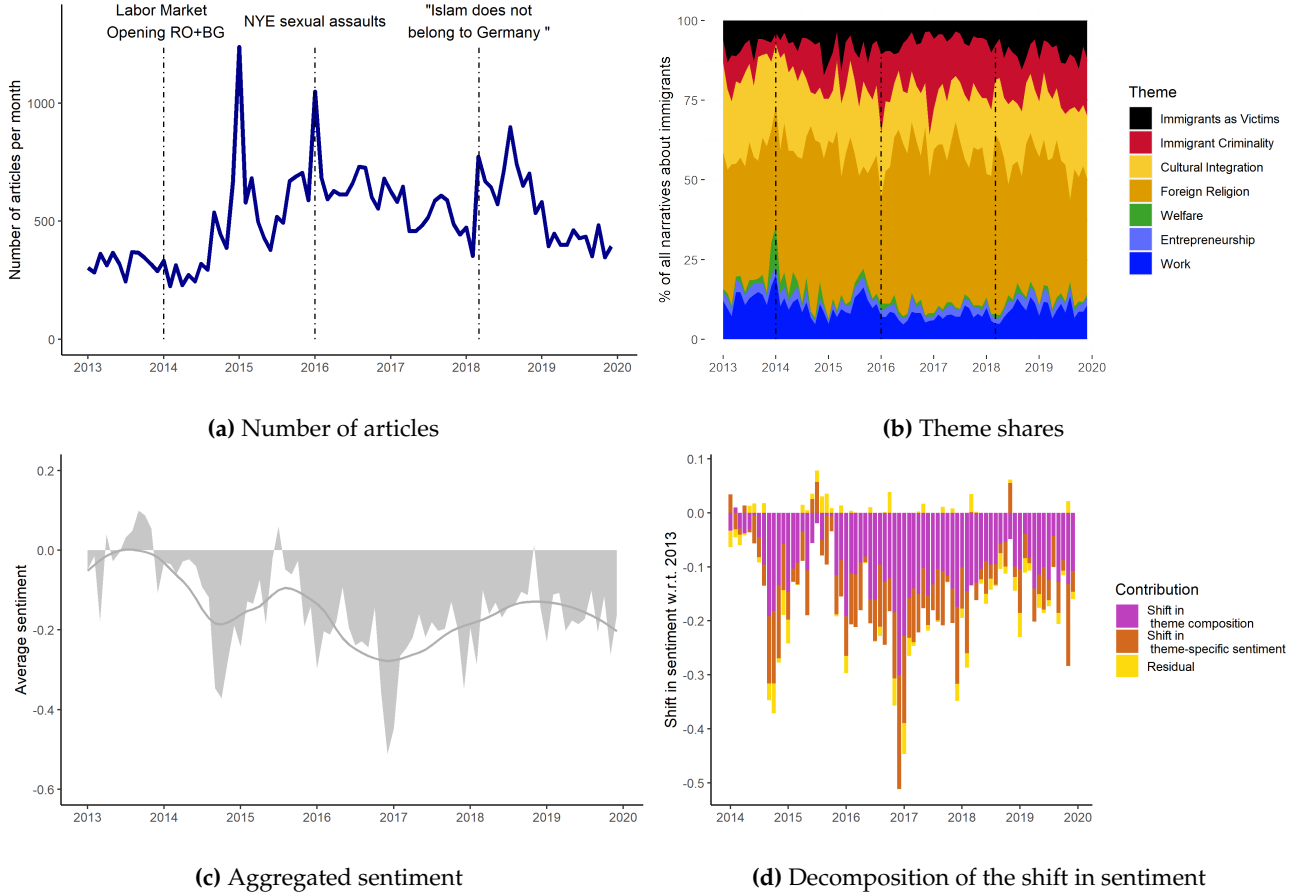 Labor Market
Opening RO+BG
NYE sexual assaults
"Islam does not
belong to Germany "
Number of articles per month
1000
500
0
2013 2014 2015 2016 2017 2018 2019 2020
(a) Number of articles
% of all narratives about immigrants
100
75
50
25
0
2013 2014 2015 2016 2017 2018 2019 2020
Theme
Immigrants as Victims
Immigrant Criminality
Cultural Integration
Foreign Religion
Welfare
Entrepreneurship
Work
(b) Theme shares
Average sentiment
0.2
0.0
-0.2
-0.4
-0.6
2013 2014 2015 2016 2017 2018 2019 2020
(c) Aggregated sentiment
Shift in sentiment w.r.t. 2013
0.1
0.0
-0.1
-0.2
-0.3
-0.4
-0.5
2014 2015 2016 2017 2018 2019 2020
Contribution
Shift in
theme composition
Shift in
theme-specific sentiment
Residual
(d) Decomposition of the shift in sentiment